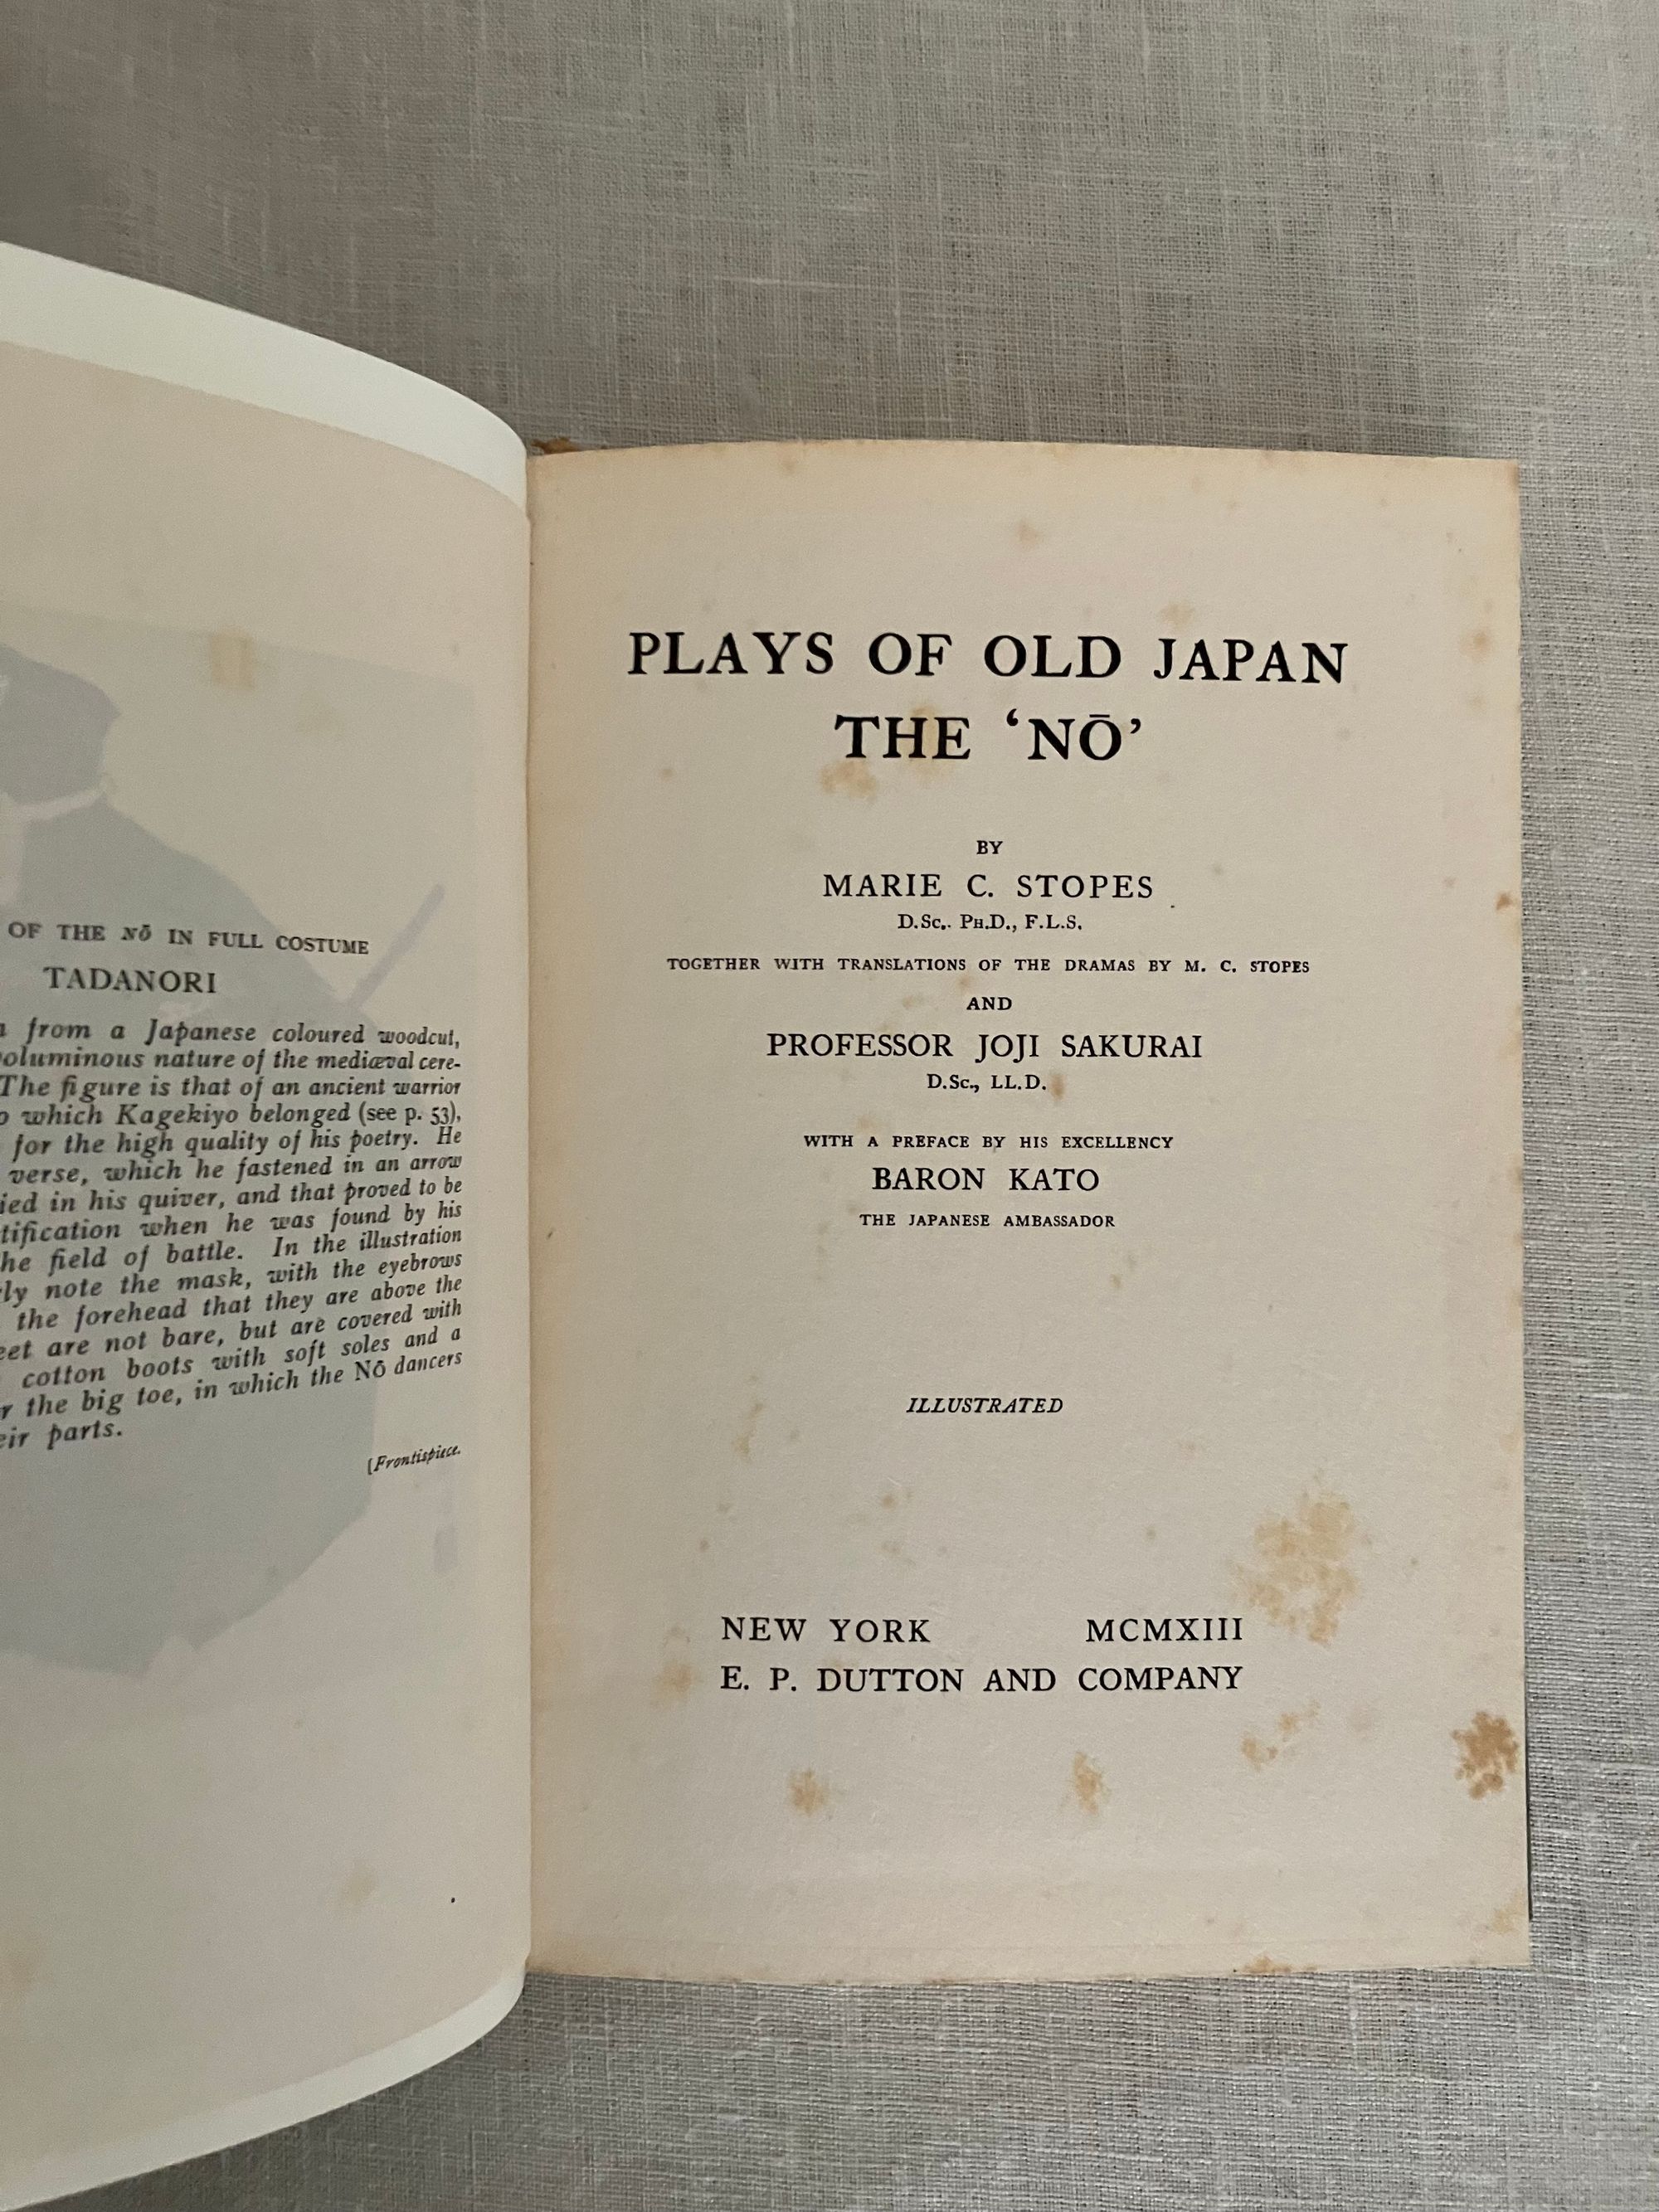 OF THE NŌ IN FULL COSTUME
TADANORI
from a Japanese coloured woodcut,
voluminous nature of the mediæval cere-
The figure is that of an ancient warrior
which Kagekiyo belonged (see p. 53),
for the high quality of his poetry. He
verse, which he fastened in an arrow
in his quiver, and that proved to be
when he was found by his
field of battle. In the illustration
note the mask, with the eyebrows
the forehead that they are above the
are not bare, but are covered with
cotton boots with soft soles and a
the big toe, in which the Nō dancers
parts.
[Frontispiece.
PLAYS OF OLD JAPAN
THE ‘NŌ’
BY
MARIE C. STOPES
D.Sc., Ph.D., F.L.S.
TOGETHER WITH TRANSLATIONS OF THE DRAMAS BY M. C. STOPES
AND
PROFESSOR JOJI SAKURAI
D.Sc., LL.D.
WITH A PREFACE BY HIS EXCELLENCY
BARON KATO
THE JAPANESE AMBASSADOR
ILLUSTRATED
NEW YORK MCMXIII
E. P. DUTTON AND COMPANY